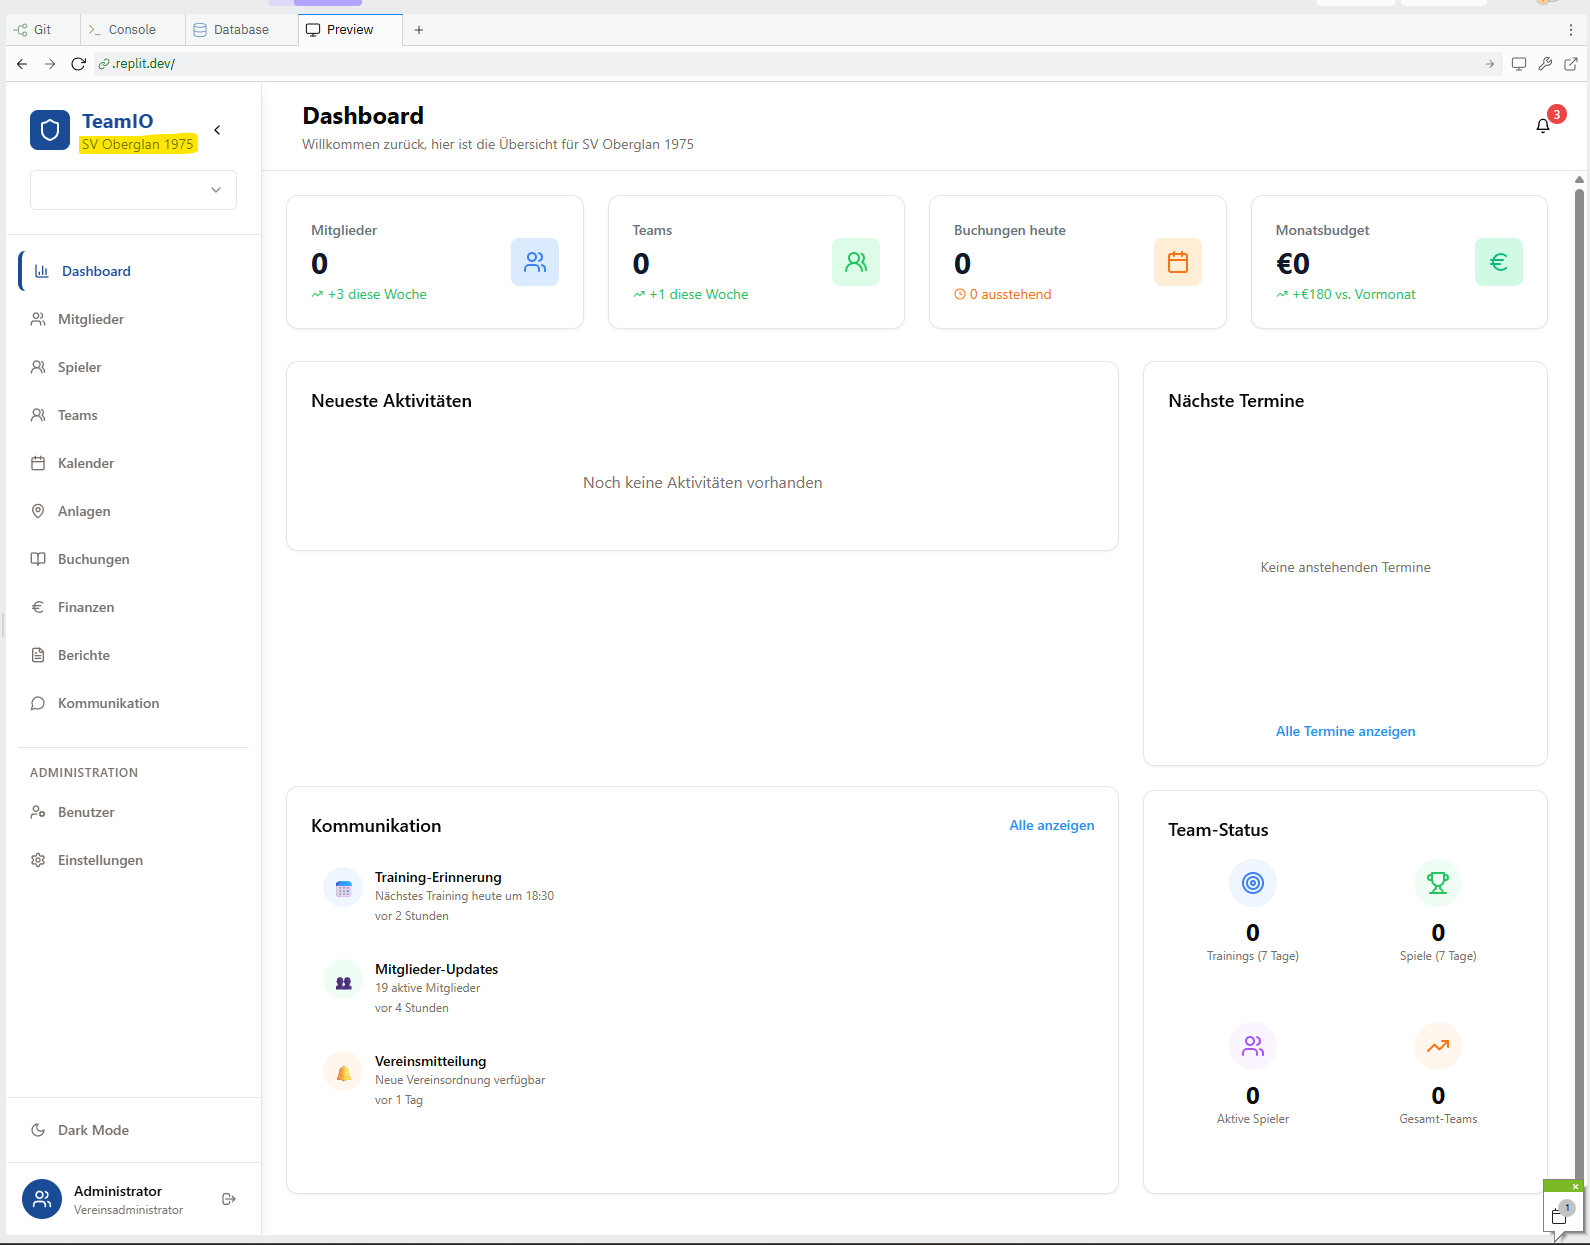 Git
Console
Database
Preview
.replit.dev/
TeamIO
SV Oberglan 1975
Dashboard
Mitglieder
Spieler
Teams
Kalender
Anlagen
Buchungen
Finanzen
Berichte
Kommunikation
ADMINISTRATION
Benutzer
Einstellungen
Dark Mode
Administrator
Vereinsadministrator
Dashboard
Willkommen zurück, hier ist die Übersicht für SV Oberglan 1975
3
Mitglieder
0
+3 diese Woche
Teams
0
+1 diese Woche
Buchungen heute
0
0 ausstehend
Monatsbudget
€0
+€180 vs. Vormonat
Neueste Aktivitäten
Noch keine Aktivitäten vorhanden
Nächste Termine
Keine anstehenden Termine
Alle Termine anzeigen
Kommunikation
Alle anzeigen
Training-Erinnerung
Nächstes Training heute um 18:30
vor 2 Stunden
Mitglieder-Updates
19 aktive Mitglieder
vor 4 Stunden
Vereinsmitteilung
Neue Vereinsordnung verfügbar
vor 1 Tag
Team-Status
0
Trainings (7 Tage)
0
Spiele (7 Tage)
0
Aktive Spieler
0
Gesamt-Teams
1